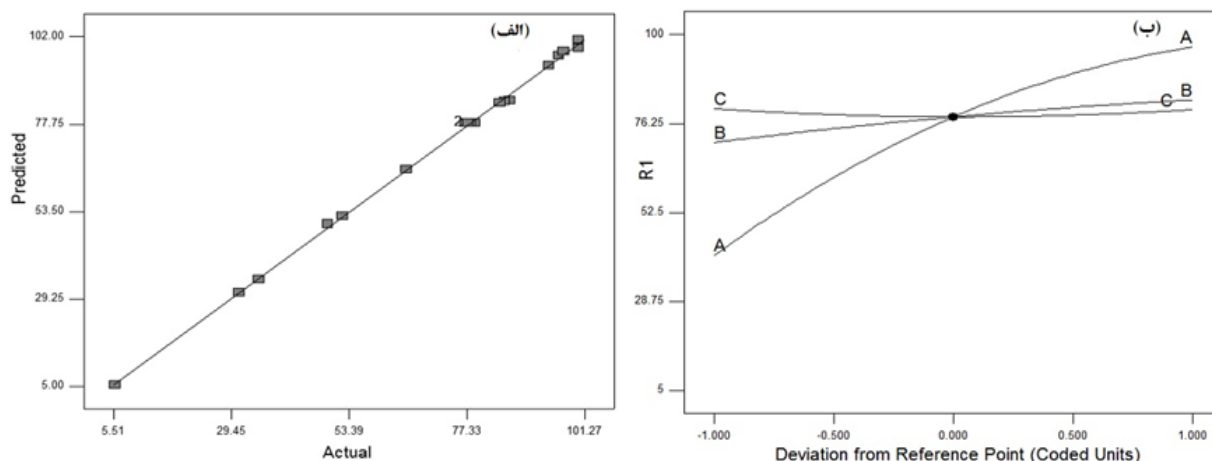 (الف)
102.00
77.75
53.50
29.25
5.00
Predicted
2
5.51
29.45
53.39
77.33
101.27
Actual
(ب)
100
76.25
52.5
28.75
5
R1
A
B
C
C
B
A
-1.000
-0.500
0.000
0.500
1.000
Deviation from Reference Point (Coded Units)